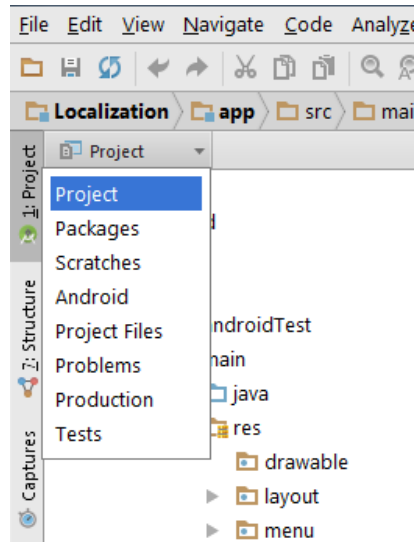 File Edit View Navigate Code Analyze
Localization app src mai
1: Project
Project
Project
Packages
Scratches
Android
Project Files
Problems
Production
Tests
7: Structure
Captures
d
androidTest
main
java
res
drawable
layout
menu